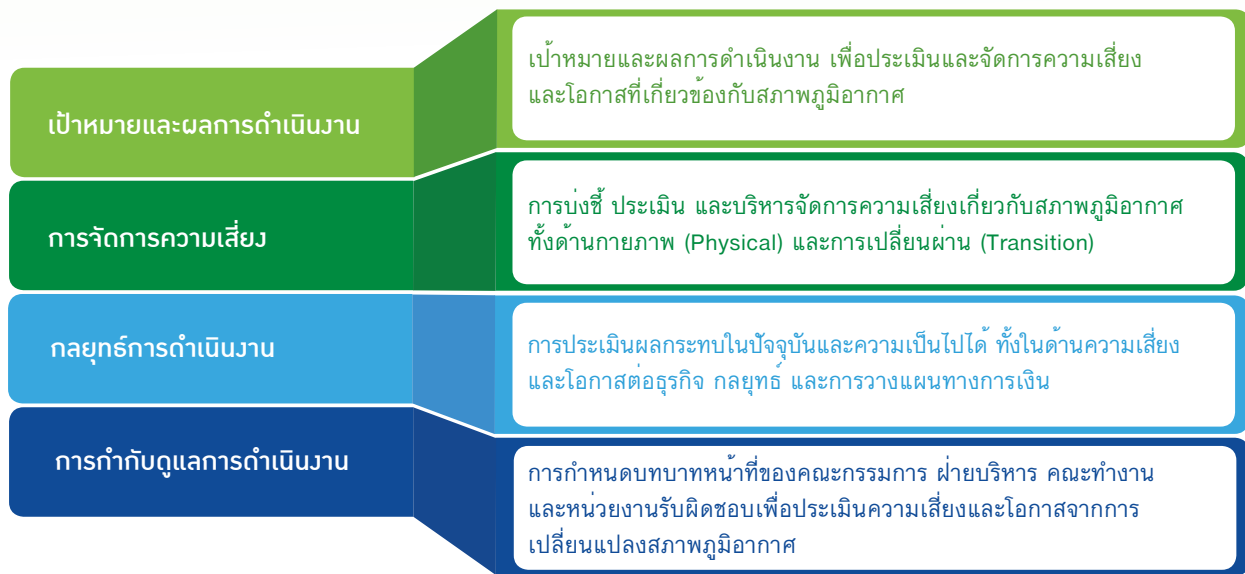 เป้าหมายและผลการดำเนินงาน
เป้าหมายและผลการดำเนินงาน เพื่อประเมินและจัดการความเสี่ยง
และโอกาสที่เกี่ยวข้องกับสภาพภูมิอากาศ
การจัดการความเสี่ยง
การบ่งชี้ ประเมิน และบริหารจัดการความเสี่ยงเกี่ยวกับสภาพภูมิอากาศ
ทั้งด้านกายภาพ (Physical) และการเปลี่ยนผ่าน (Transition)
กลยุทธ์การดำเนินงาน
การประเมินผลกระทบในปัจจุบันและความเป็นไปได้ ทั้งในด้านความเสี่ยง
และโอกาสต่อธุรกิจ กลยุทธ์ และการวางแผนทางการเงิน
การกำกับดูแลการดำเนินงาน
การกำหนดบทบาทหน้าที่ของคณะกรรมการ ฝ่ายบริหาร คณะทำงาน
และหน่วยงานรับผิดชอบเพื่อประเมินความเสี่ยงและโอกาสจากการ
เปลี่ยนแปลงสภาพภูมิอากาศ